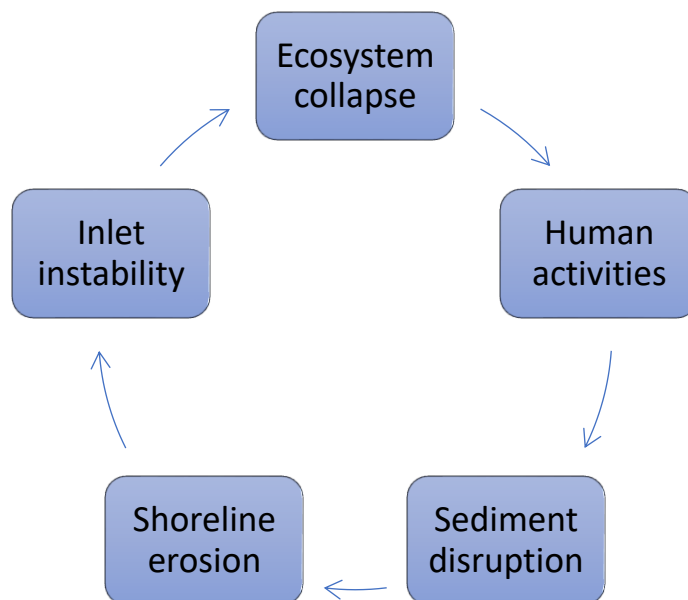 Ecosystem
collapse
Human
activities
Sediment
disruption
Shoreline
erosion
Inlet
instability